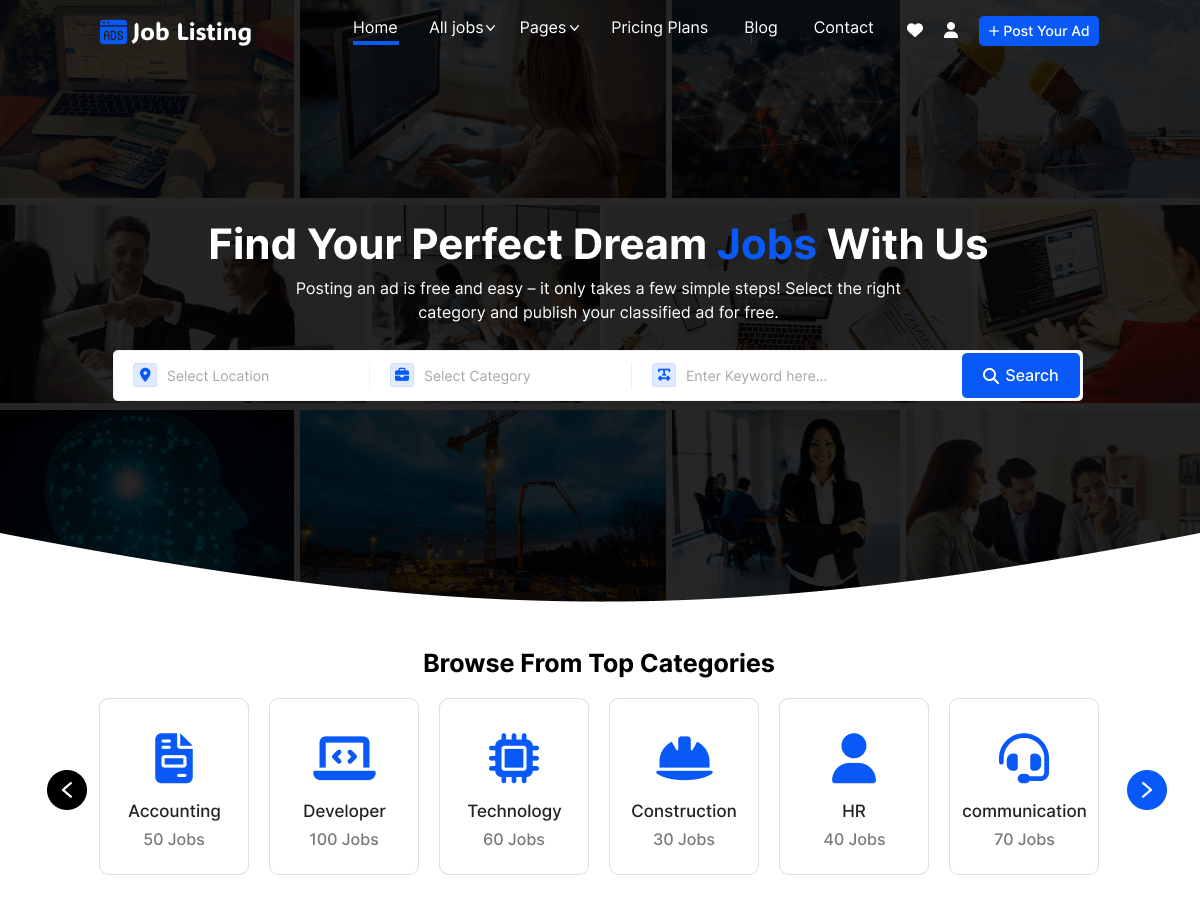 ADS Job Listing
Home All jobs Pages Pricing Plans Blog Contact + Post Your Ad
Find Your Perfect Dream Jobs With Us
Posting an ad is free and easy – it only takes a few simple steps! Select the right
category and publish your classified ad for free.
Select Location Select Category Enter Keyword here... Search
Browse From Top Categories
Accounting Developer Technology Construction HR communication
50 Jobs 100 Jobs 60 Jobs 30 Jobs 40 Jobs 70 Jobs